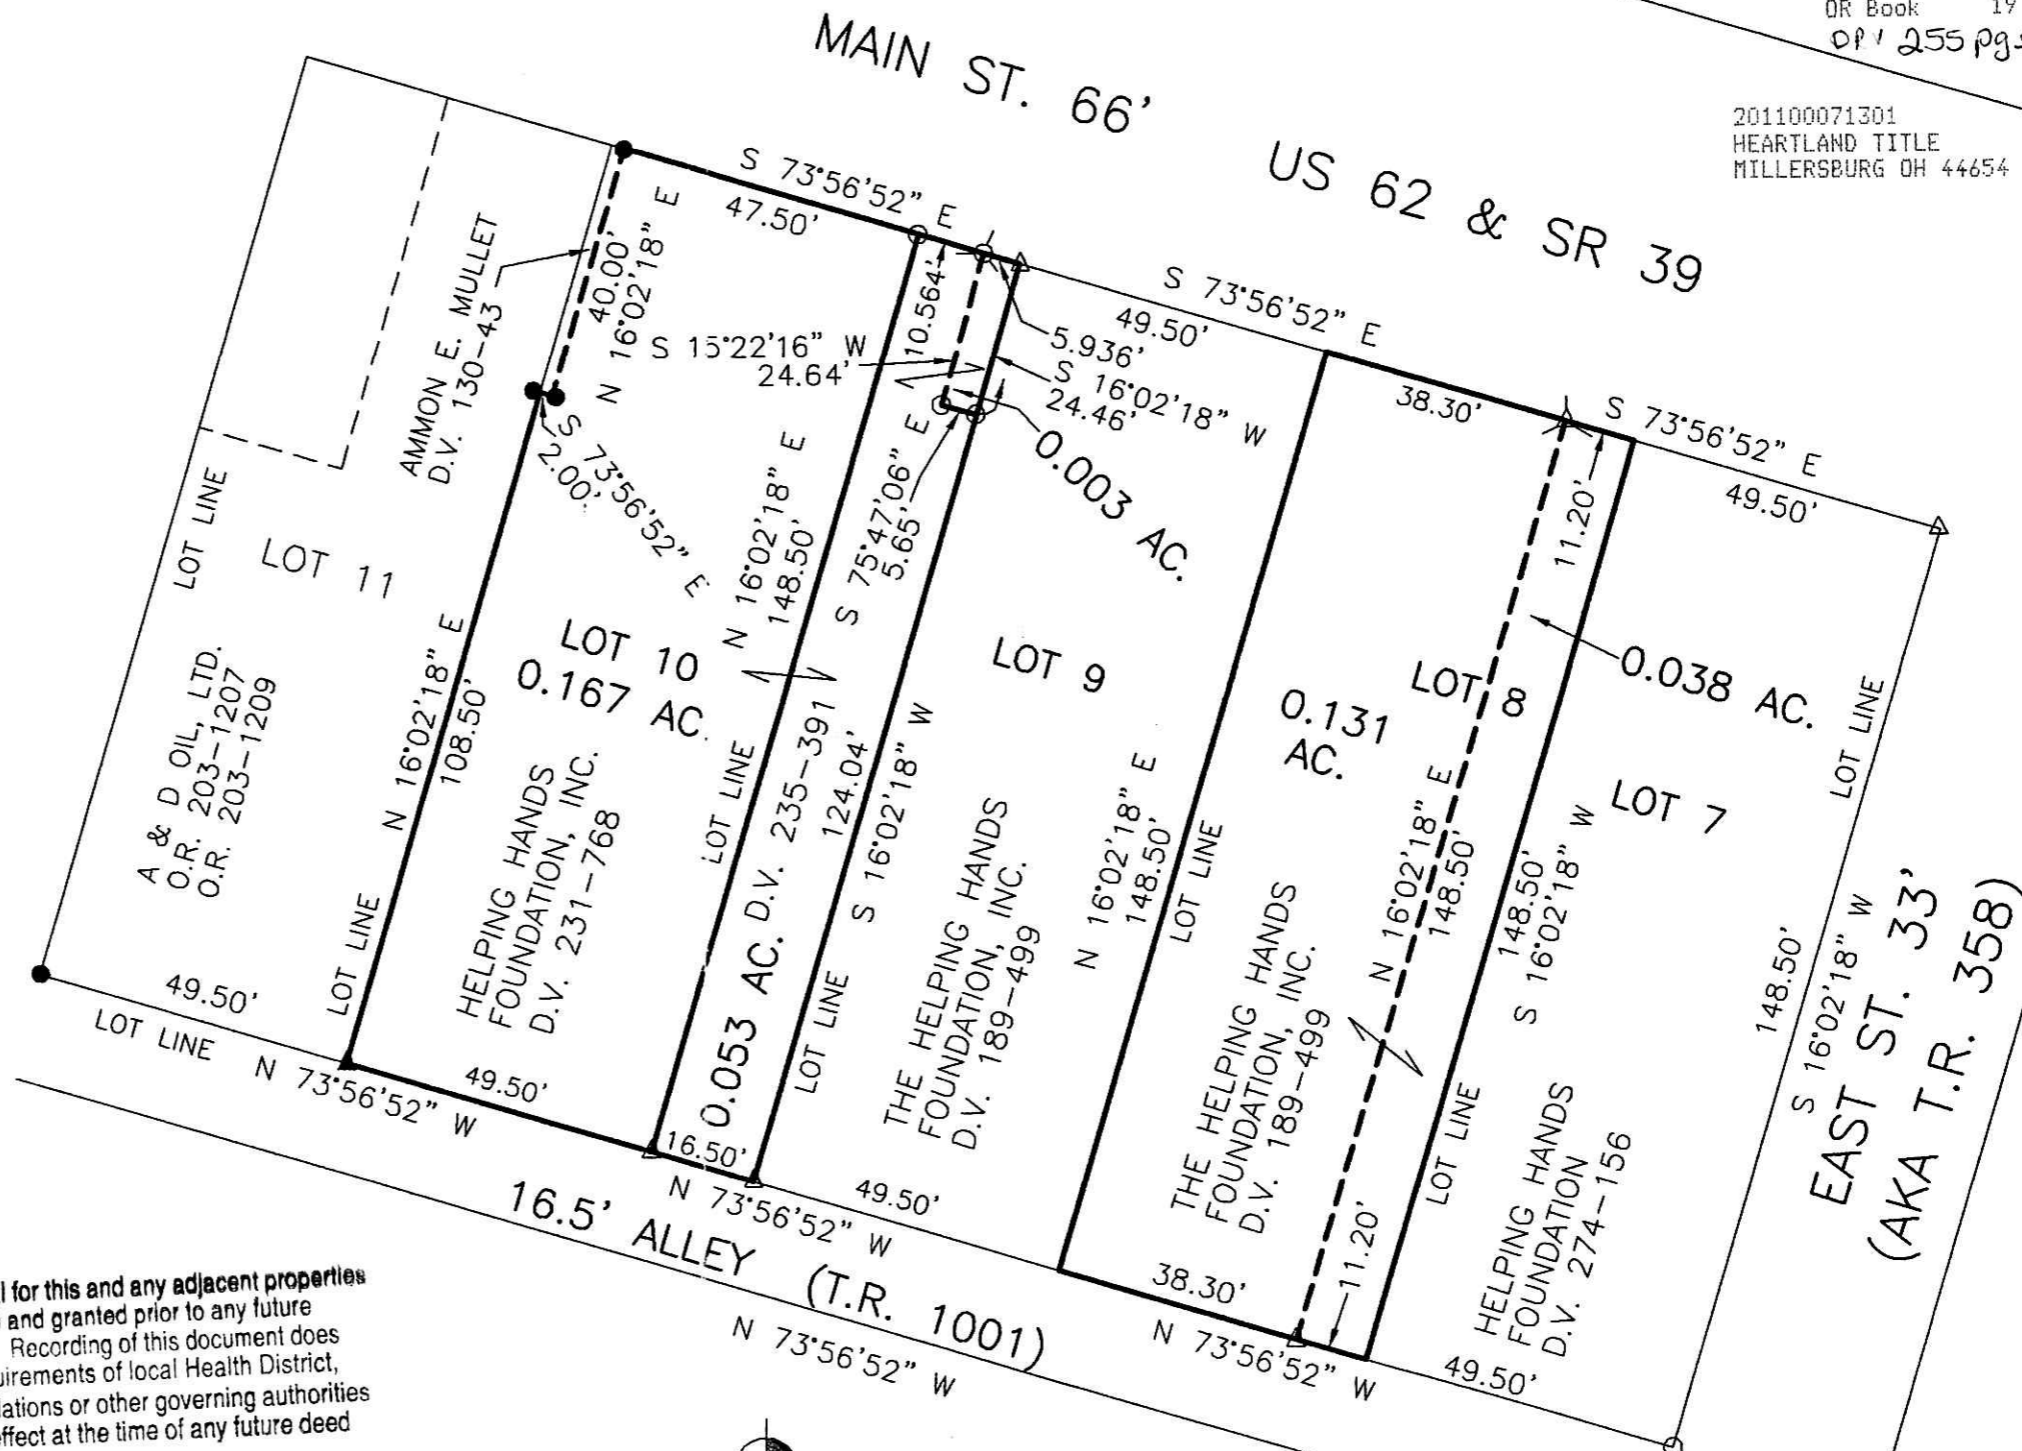 OR Book 19
OPV 255 pg-
201100071301
HEARTLAND TITLE
MILLERSBURG OH 44654
MAIN ST. 66'
US 62 & SR 39
S 73°56'52" E
47.50'
S 73°56'52" E
49.50'
38.30'
S 73°56'52" E
49.50'
AMMON E. MULLET
D.V. 130-43
40.00'
N 16°02'18" E
S 73°56'52" E
2.00'
10.564'
S 15°22'16" W
24.64'
5.936'
S 16°02'18" W
24.46'
0.003 AC.
S 75°47'06" E
5.65'
N 16°02'18" E
148.50'
11.20'
LOT LINE
LOT 11
A & D OIL, LTD.
O.R. 203-1207
O.R. 203-1209
N 16°02'18" E
108.50'
LOT LINE
LOT 10
0.167 AC.
HELPING HANDS
FOUNDATION, INC.
D.V. 231-768
LOT LINE
0.053 AC. D.V. 235-391
124.04'
S 16°02'18" W
LOT LINE
LOT 9
THE HELPING HANDS
FOUNDATION, INC.
D.V. 189-499
N 16°02'18" E
148.50'
LOT LINE
LOT 8
0.131
AC.
THE HELPING HANDS
FOUNDATION, INC.
D.V. 189-499
N 16°02'18" E
148.50'
0.038 AC.
148.50'
S 16°02'18" W
LOT LINE
LOT 7
HELPING HANDS
FOUNDATION
D.V. 274-156
LOT LINE
148.50'
S 16°02'18" W
EAST ST. 33'
(AKA T.R. 358)
49.50'
LOT LINE
N 73°56'52" W
49.50'
16.50'
N 73°56'52" W
49.50'
38.30'
11.20'
N 73°56'52" W
49.50'
16.5' ALLEY (T.R. 1001)
N 73°56'52" W
l for this and any adjacent properties
and granted prior to any future
Recording of this document does
uirements of local Health District,
lations or other governing authorities
ffect at the time of any future deed